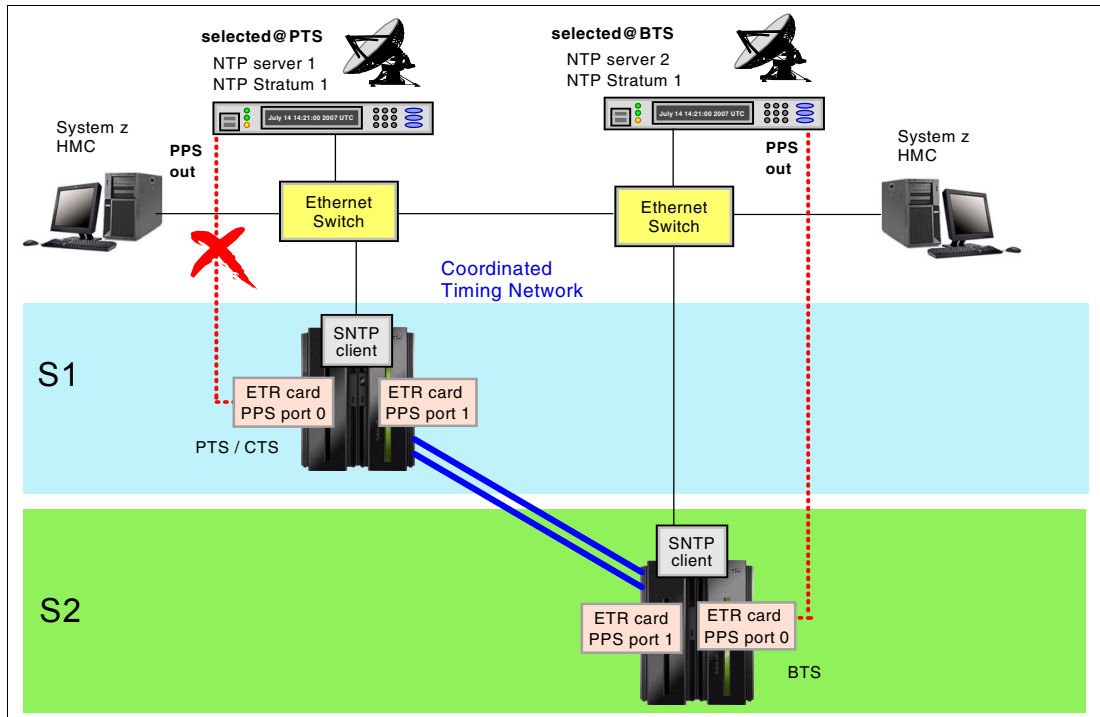 selected@PTS
NTP server 1
NTP Stratum 1
selected@BTS
NTP server 2
NTP Stratum 1
July 14 14:21:00 2007 UTC
July 14 14:21:00 2007 UTC
System z
HMC
PPS
out
PPS
out
System z
HMC
Ethernet
Switch
Ethernet
Switch
Coordinated
Timing Network
SNTP
client
S1
ETR card
PPS port 0
ETR card
PPS port 1
PTS / CTS
SNTP
client
S2
ETR card
PPS port 1
ETR card
PPS port 0
BTS